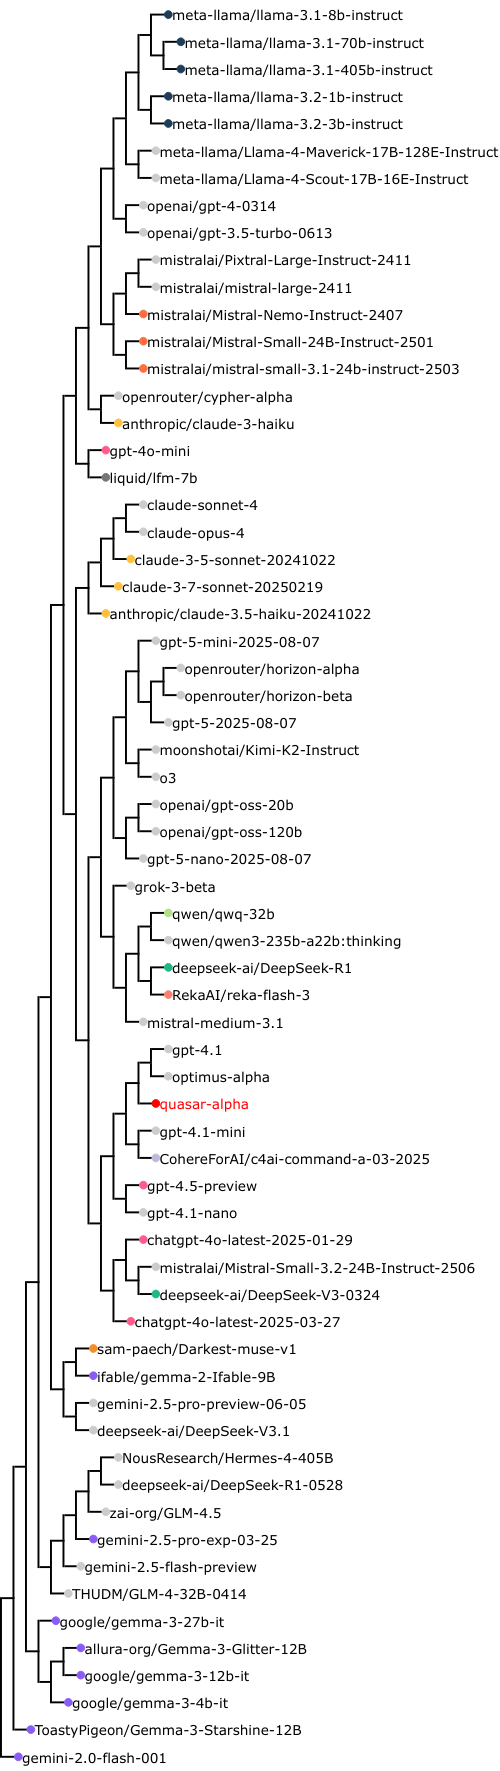 meta-llama/llama-3.1-8b-instruct
meta-llama/llama-3.1-70b-instruct
meta-llama/llama-3.1-405b-instruct
meta-llama/llama-3.2-1b-instruct
meta-llama/llama-3.2-3b-instruct
meta-llama/Llama-4-Maverick-17B-128E-Instruct
meta-llama/Llama-4-Scout-17B-16E-Instruct
openai/gpt-4-0314
openai/gpt-3.5-turbo-0613
mistralai/Pixtral-Large-Instruct-2411
mistralai/mistral-large-2411
mistralai/Mistral-Nemo-Instruct-2407
mistralai/Mistral-Small-24B-Instruct-2501
mistralai/mistral-small-3.1-24b-instruct-2503
openrouter/cypher-alpha
anthropic/claude-3-haiku
gpt-4o-mini
liquid/lfm-7b
claude-sonnet-4
claude-opus-4
claude-3-5-sonnet-20241022
claude-3-7-sonnet-20250219
anthropic/claude-3.5-haiku-20241022
gpt-5-mini-2025-08-07
openrouter/horizon-alpha
openrouter/horizon-beta
gpt-5-2025-08-07
moonshotai/Kimi-K2-Instruct
o3
openai/gpt-oss-20b
openai/gpt-oss-120b
gpt-5-nano-2025-08-07
grok-3-beta
qwen/qwq-32b
qwen/qwen3-235b-a22b:thinking
deepseek-ai/DeepSeek-R1
RekaAI/reka-flash-3
mistral-medium-3.1
gpt-4.1
optimus-alpha
quasar-alpha
gpt-4.1-mini
CohereForAI/c4ai-command-a-03-2025
gpt-4.5-preview
gpt-4.1-nano
chatgpt-4o-latest-2025-01-29
mistralai/Mistral-Small-3.2-24B-Instruct-2506
deepseek-ai/DeepSeek-V3-0324
chatgpt-4o-latest-2025-03-27
sam-paech/Darkest-muse-v1
ifable/gemma-2-Ifable-9B
gemini-2.5-pro-preview-06-05
deepseek-ai/DeepSeek-V3.1
NousResearch/Hermes-4-405B
deepseek-ai/DeepSeek-R1-0528
zai-org/GLM-4.5
gemini-2.5-pro-exp-03-25
gemini-2.5-flash-preview
THUDM/GLM-4-32B-0414
google/gemma-3-27b-it
allura-org/Gemma-3-Glitter-12B
google/gemma-3-12b-it
google/gemma-3-4b-it
ToastyPigeon/Gemma-3-Starshine-12B
gemini-2.0-flash-001